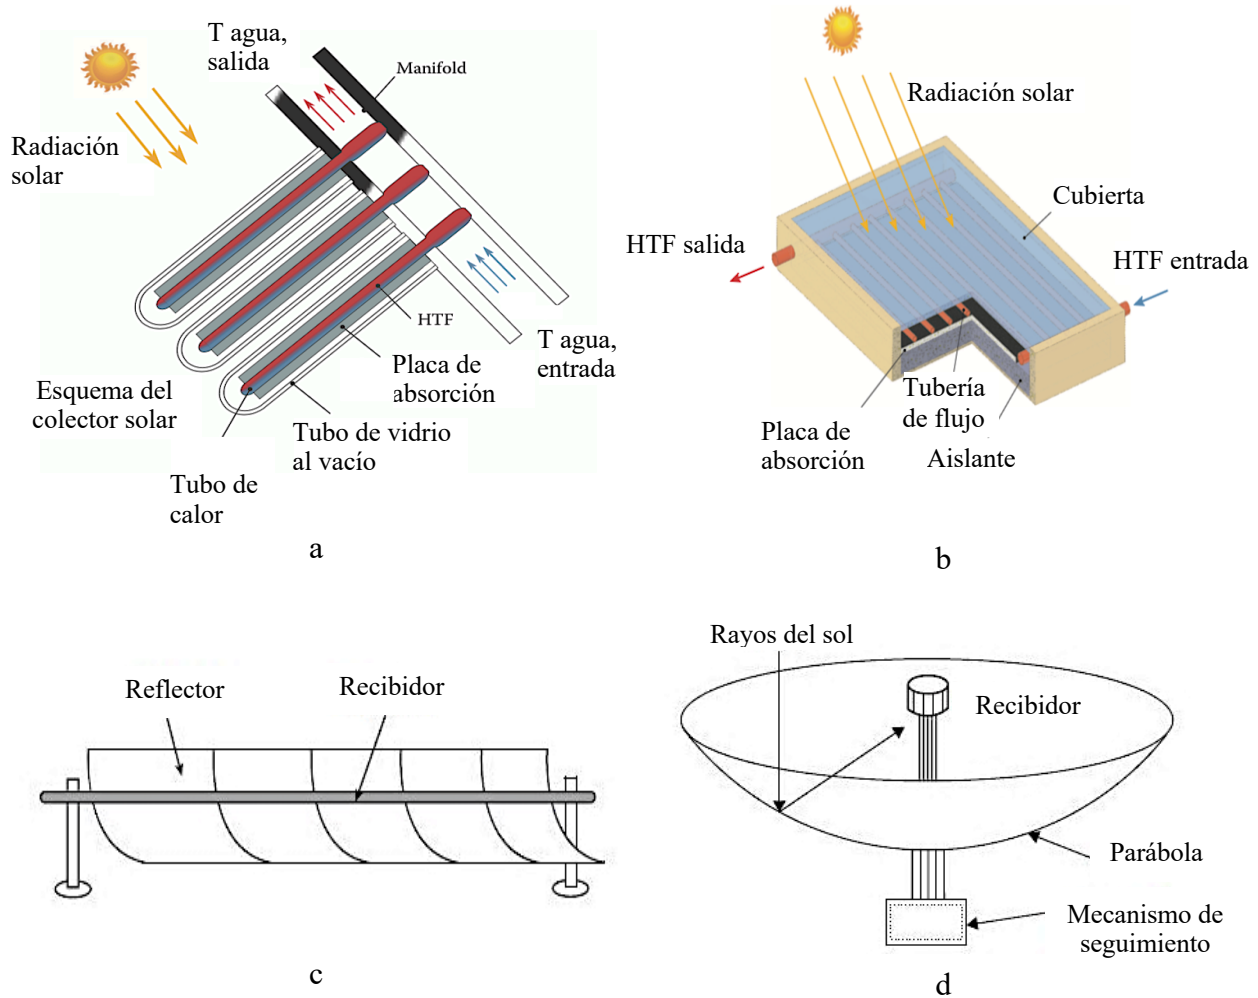 T agua,
salida
Manifold
Radiación
solar
HTF
T agua,
entrada
Placa de
absorción
Esquema del
colector solar
Tubo de vidrio
al vacío
Tubo de
calor
a
Radiación solar
Cubierta
HTF salida
HTF entrada
Tubería
de flujo
Placa de
absorción
Aislante
b
Reflector
Recibidor
c
Rayos del sol
Recibidor
Parábola
Mecanismo de
seguimiento
d